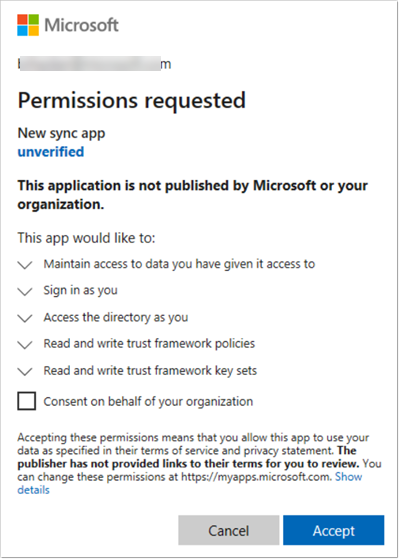 Microsoft
Permissions requested
New sync app
unverified
This application is not published by Microsoft or your
organization.
This app would like to:
Maintain access to data you have given it access to
Sign in as you
Access the directory as you
Read and write trust framework policies
Read and write trust framework key sets
Consent on behalf of your organization
Accepting these permissions means that you allow this app to use your
data as specified in their terms of service and privacy statement. The
publisher has not provided links to their terms for you to review. You
can change these permissions at https://myapps.microsoft.com. Show
details
Cancel
Accept